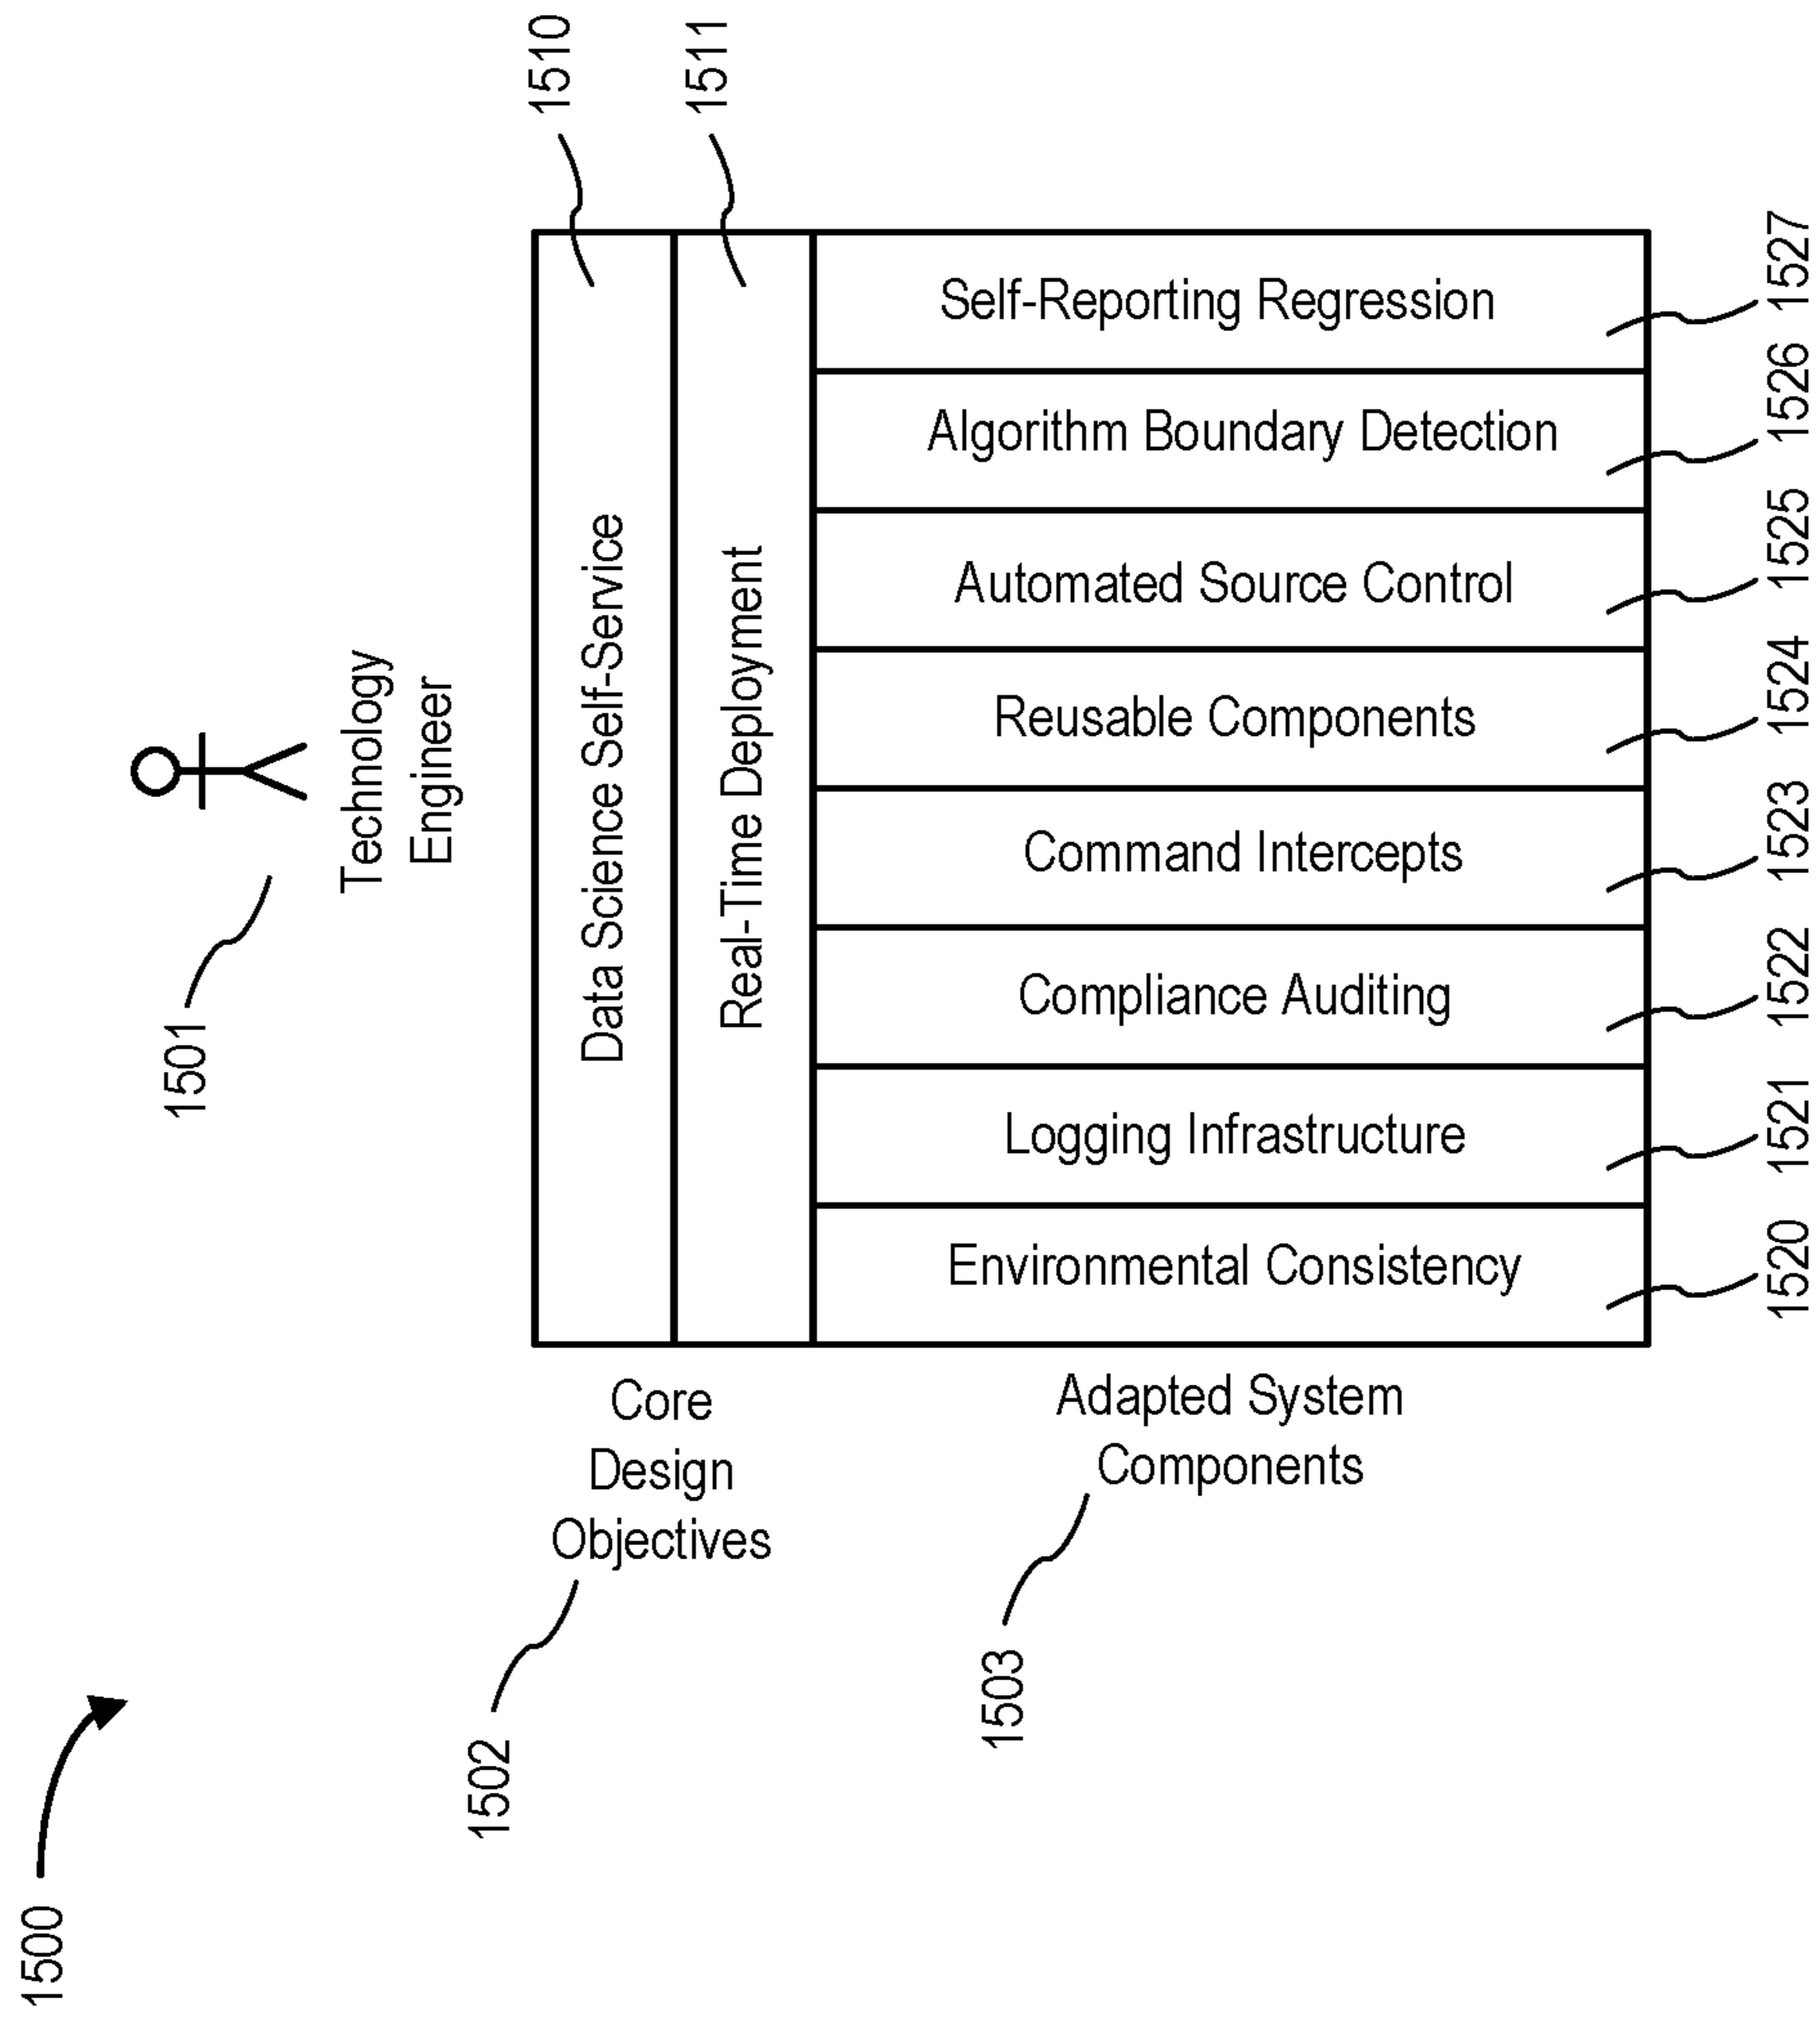 1500
1501
Technology
Engineer
1502
Core
Design
Objectives
Data Science Self-Service
1510
Real-Time Deployment
1511
1503
Adapted System
Components
Environmental Consistency
Logging Infrastructure
Compliance Auditing
Command Intercepts
Reusable Components
Automated Source Control
Algorithm Boundary Detection
Self-Reporting Regression
1520
1521
1522
1523
1524
1525
1526
1527